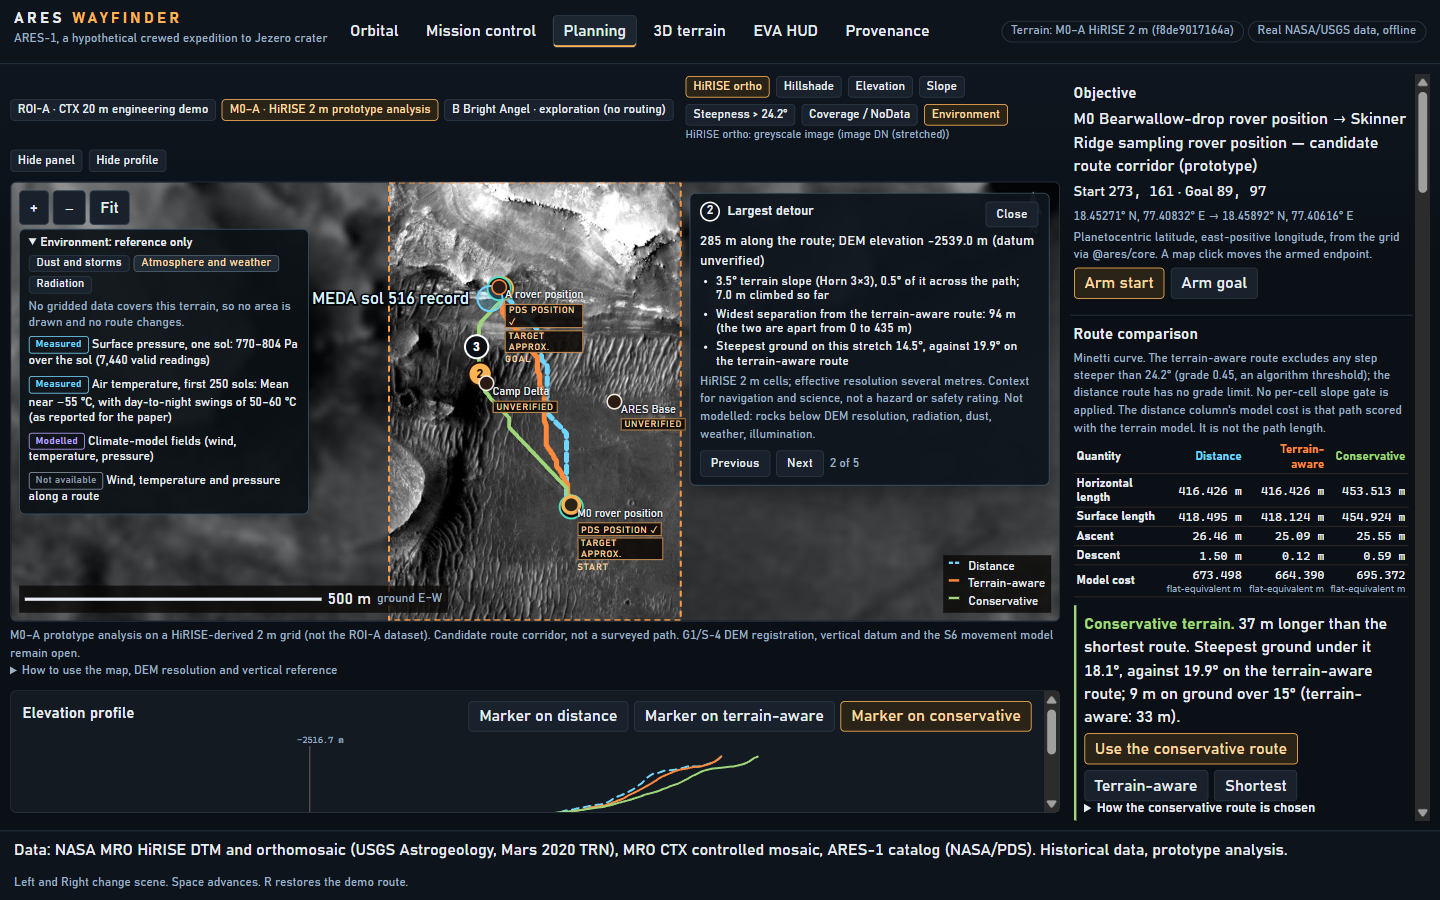 ARES WAYFINDER
ARES-1, a hypothetical crewed expedition to Jezero crater
Orbital
Mission control
Planning
3D terrain
EVA HUD
Provenance
Terrain: M0-A HiRISE 2 m (f8de9017164a)
Real NASA/USGS data, offline
ROI-A · CTX 20 m engineering demo
M0-A · HiRISE 2 m prototype analysis
B Bright Angel · exploration (no routing)
HiRISE ortho
Hillshade
Elevation
Slope
Steepness > 24.2°
Coverage / NoData
Environment
HiRISE ortho: greyscale image (image DN (stretched))
Hide panel
Hide profile
+
–
Fit
▼ Environment: reference only
Dust and storms
Atmosphere and weather
Radiation
No gridded data covers this terrain, so no area is
drawn and no route changes.
Measured Surface pressure, one sol: 770–804 Pa
over the sol (7,440 valid readings)
Measured Air temperature, first 250 sols: Mean
near −55 °C, with day-to-night swings of 50–60 °C
(as reported for the paper)
Modelled Climate-model fields (wind,
temperature, pressure)
Not available Wind, temperature and pressure
along a route
MEDA sol 516 record
A rover position
PDS POSITION
✓
TARGET
APPROX.
GOAL
3
2
Camp Delta
UNVERIFIED
ARES Base
UNVERIFIED
M0 rover position
PDS POSITION ✓
TARGET
APPROX.
START
2 Largest detour
Close
285 m along the route; DEM elevation −2539.0 m (datum
unverified)
• 3.5° terrain slope (Horn 3×3), 0.5° of it across the path;
7.0 m climbed so far
• Widest separation from the terrain-aware route: 94 m
(the two are apart from 0 to 435 m)
• Steepest ground on this stretch 14.5°, against 19.9° on
the terrain-aware route
HiRISE 2 m cells; effective resolution several metres. Context
for navigation and science, not a hazard or safety rating. Not
modelled: rocks below DEM resolution, radiation, dust,
weather, illumination.
Previous
Next
2 of 5
Distance
Terrain-aware
Conservative
500 m ground E-W
M0-A prototype analysis on a HiRISE-derived 2 m grid (not the ROI-A dataset). Candidate route corridor, not a surveyed path. G1/S-4 DEM registration, vertical datum and the S6 movement model
remain open.
▶ How to use the map, DEM resolution and vertical reference
Elevation profile
Marker on distance
Marker on terrain-aware
Marker on conservative
−2516.7 m
Objective
M0 Bearwallow-drop rover position → Skinner
Ridge sampling rover position — candidate
route corridor (prototype)
Start 273, 161 · Goal 89, 97
18.45271° N, 77.40832° E → 18.45892° N, 77.40616° E
Planetocentric latitude, east-positive longitude, from the grid
via @ares/core. A map click moves the armed endpoint.
Arm start
Arm goal
Route comparison
Minetti curve. The terrain-aware route excludes any step
steeper than 24.2° (grade 0.45, an algorithm threshold); the
distance route has no grade limit. No per-cell slope gate is
applied. The distance column's model cost is that path scored
with the terrain model. It is not the path length.
Quantity Distance Terrain-aware Conservative
Horizontal length 416.426 m 416.426 m 453.513 m
Surface length 418.495 m 418.124 m 454.924 m
Ascent 26.46 m 25.09 m 25.55 m
Descent 1.50 m 0.12 m 0.59 m
Model cost 673.498 664.390 695.372
flat-equivalent m flat-equivalent m flat-equivalent m
Conservative terrain. 37 m longer than the
shortest route. Steepest ground under it
18.1°, against 19.9° on the terrain-aware
route; 9 m on ground over 15° (terrain-
aware: 33 m).
Use the conservative route
Terrain-aware
Shortest
▶ How the conservative route is chosen
Data: NASA MRO HiRISE DTM and orthomosaic (USGS Astrogeology, Mars 2020 TRN), MRO CTX controlled mosaic, ARES-1 catalog (NASA/PDS). Historical data, prototype analysis.
Left and Right change scene. Space advances. R restores the demo route.